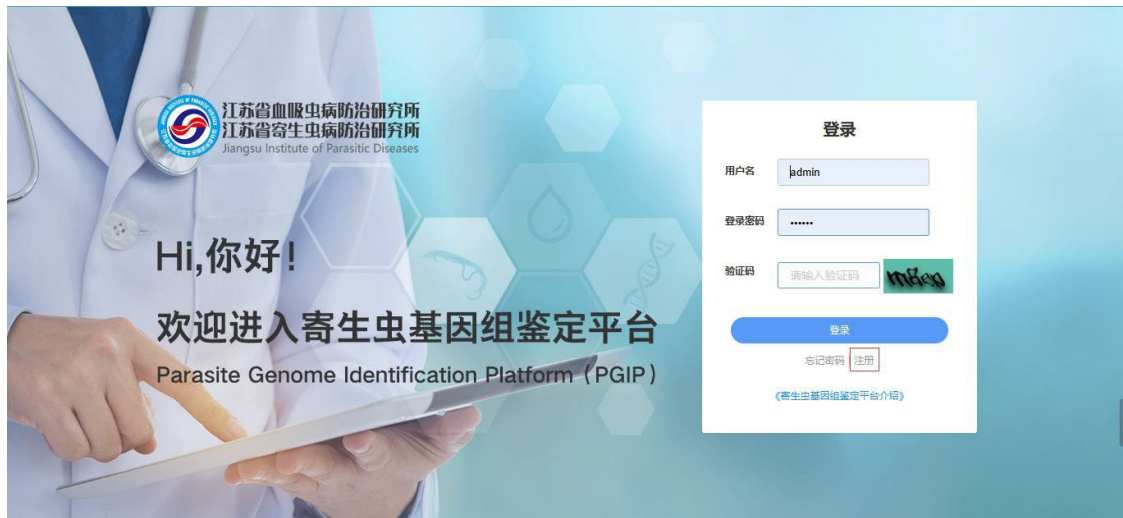 江苏省血吸虫病防治研究所
江苏省寄生虫病防治研究所
Jiangsu Institute of Parasitic Diseases
Hi,你好!
欢迎进入寄生虫基因组鉴定平台
Parasite Genome Identification Platform (PGIP)
登录
用户名 admin
登录密码 ••••••
验证码 请输入验证码
登录
忘记密码 | 注册
《寄生虫基因组鉴定平台介绍》